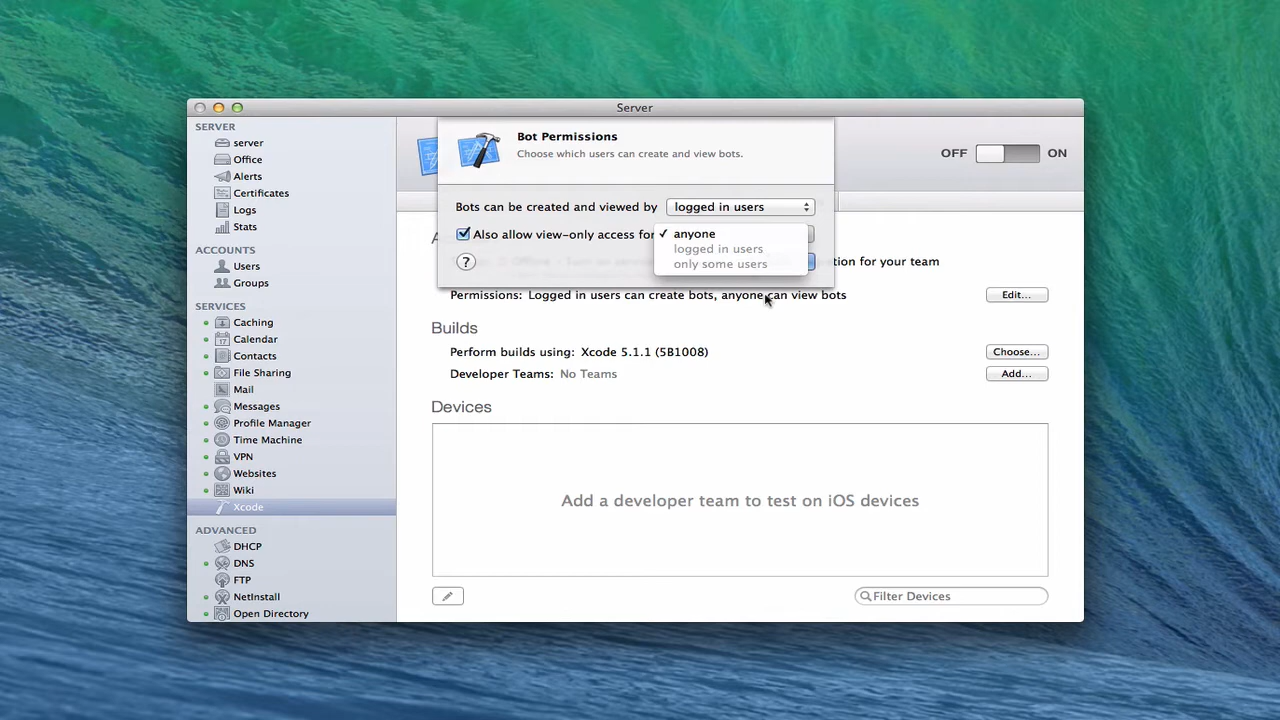 Server
SERVER
server
Office
Alerts
Certificates
Logs
Stats
ACCOUNTS
Users
Groups
SERVICES
Caching
17 Calendar
Contacts
File Sharing
Mail
Messages
Profile Manager
Time Machine
VPN
Websites
Wiki
Xcode
ADVANCED
DHCP
DNS
FTP
NetInstall
Open Directory
Bot Permissions
Choose which users can create and view bots.
OFF ON
Bots can be created and viewed by logged in users
Also allow view-only access for
✓ anyone
logged in users
only some users
?
tion for your team
Permissions: Logged in users can create bots, anyone can view bots Edit...
Builds
Perform builds using: Xcode 5.1.1 (5B1008) Choose...
Developer Teams: No Teams Add...
Devices
Add a developer team to test on iOS devices
Filter Devices